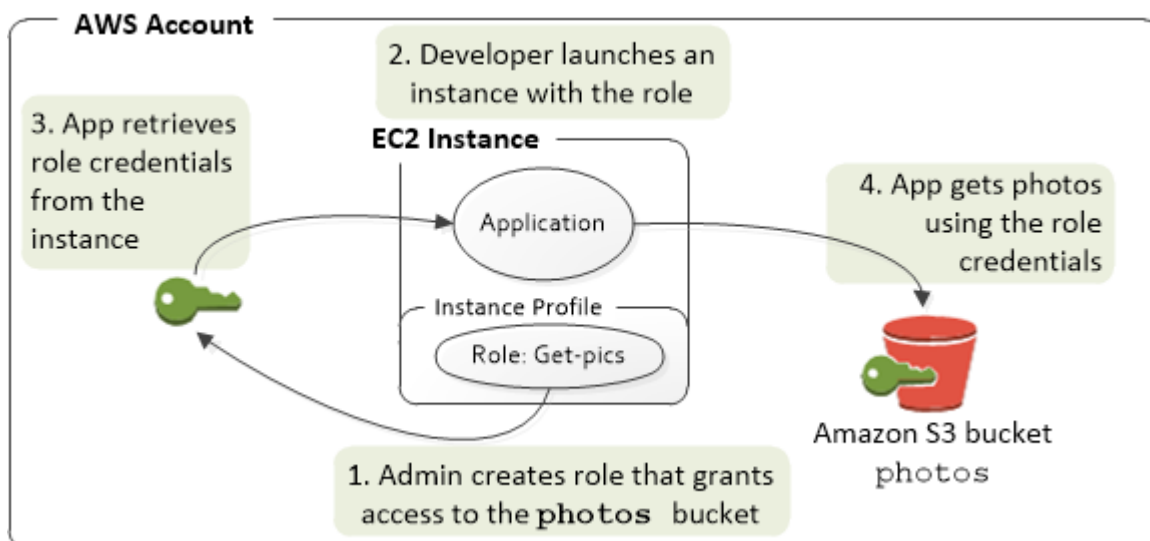 AWS Account
2. Developer launches an
instance with the role
3. App retrieves
role credentials
from the
instance
EC2 Instance
Application
4. App gets photos
using the role
credentials
Instance Profile
Role: Get-pics
Amazon S3 bucket
photos
1. Admin creates role that grants
access to the photos bucket